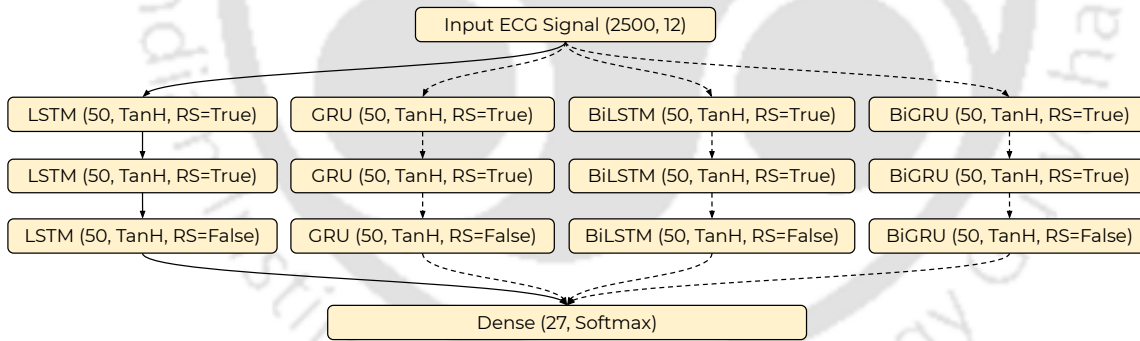 Input ECG Signal (2500, 12)
LSTM (50, TanH, RS=True) GRU (50, TanH, RS=True) BiLSTM (50, TanH, RS=True) BiGRU (50, TanH, RS=True)
LSTM (50, TanH, RS=True) GRU (50, TanH, RS=True) BiLSTM (50, TanH, RS=True) BiGRU (50, TanH, RS=True)
LSTM (50, TanH, RS=False) GRU (50, TanH, RS=False) BiLSTM (50, TanH, RS=False) BiGRU (50, TanH, RS=False)
Dense (27, Softmax)